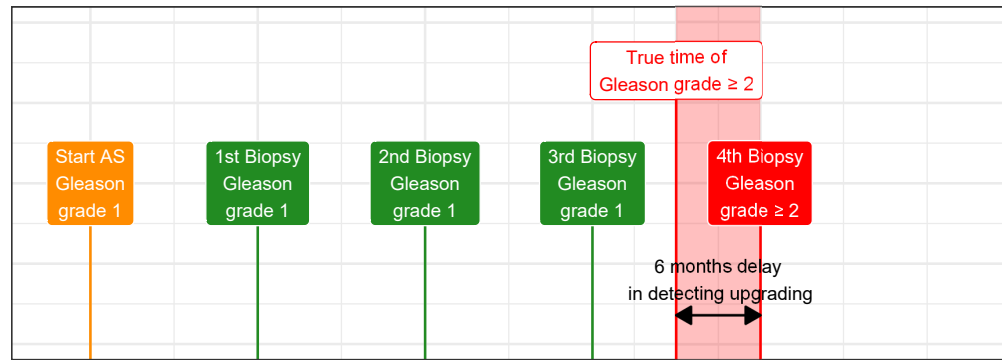 True time of
Gleason grade ≥ 2
Start AS
Gleason
grade 1
1st Biopsy
Gleason
grade 1
2nd Biopsy
Gleason
grade 1
3rd Biopsy
Gleason
grade 1
4th Biopsy
Gleason
grade ≥ 2
6 months delay
in detecting upgrading